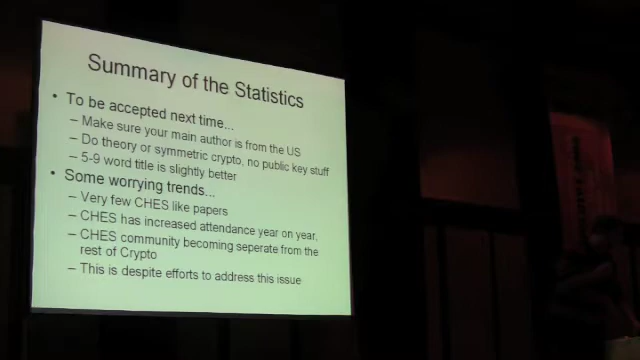 Summary of the Statistics
• To be accepted next time...
– Make sure your main author is from the US
– Do theory or symmetric crypto, no public key stuff
– 5-9 word title is slightly better
• Some worrying trends...
– Very few CHES like papers
– CHES has increased attendance year on year,
– CHES community becoming seperate from the
rest of Crypto
– This is despite efforts to address this issue